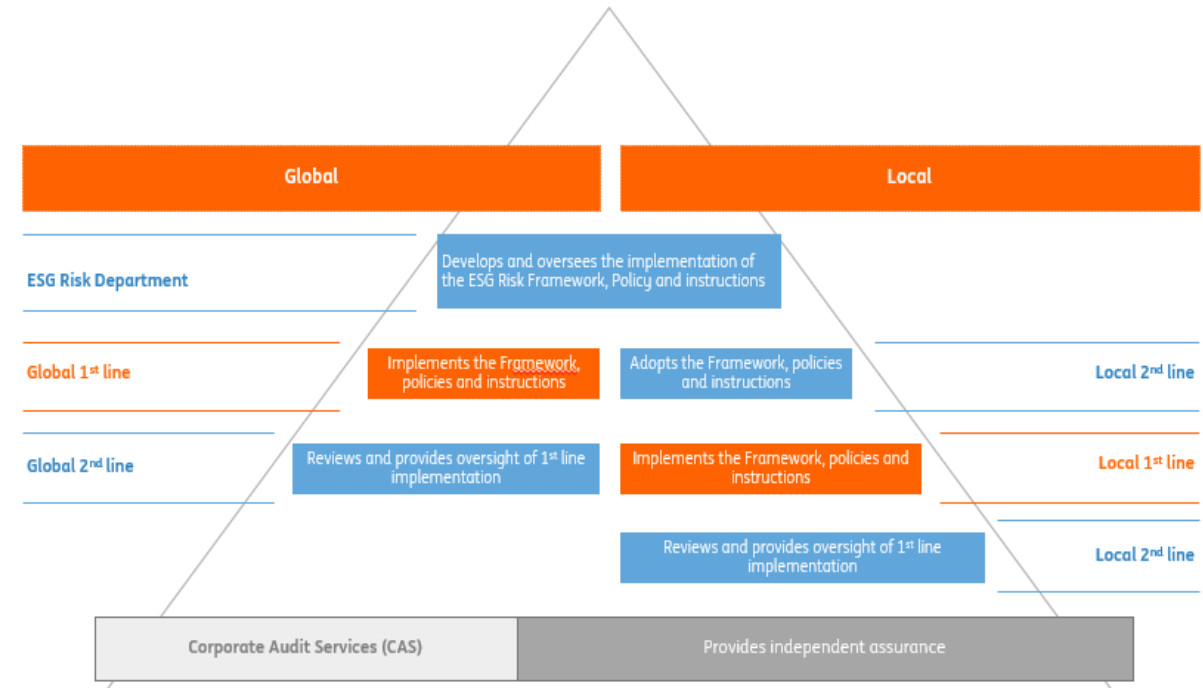 Global
Local
ESG Risk Department
Develops and oversees the implementation of
the ESG Risk Framework, Policy and instructions
Global 1st line
Implements the Framework,
policies and instructions
Adopts the Framework, policies
and instructions
Local 2nd line
Global 2nd line
Reviews and provides oversight of 1st line
implementation
Implements the Framework, policies and
instructions
Local 1st line
Reviews and provides oversight of 1st line
implementation
Local 2nd line
Corporate Audit Services (CAS)
Provides independent assurance